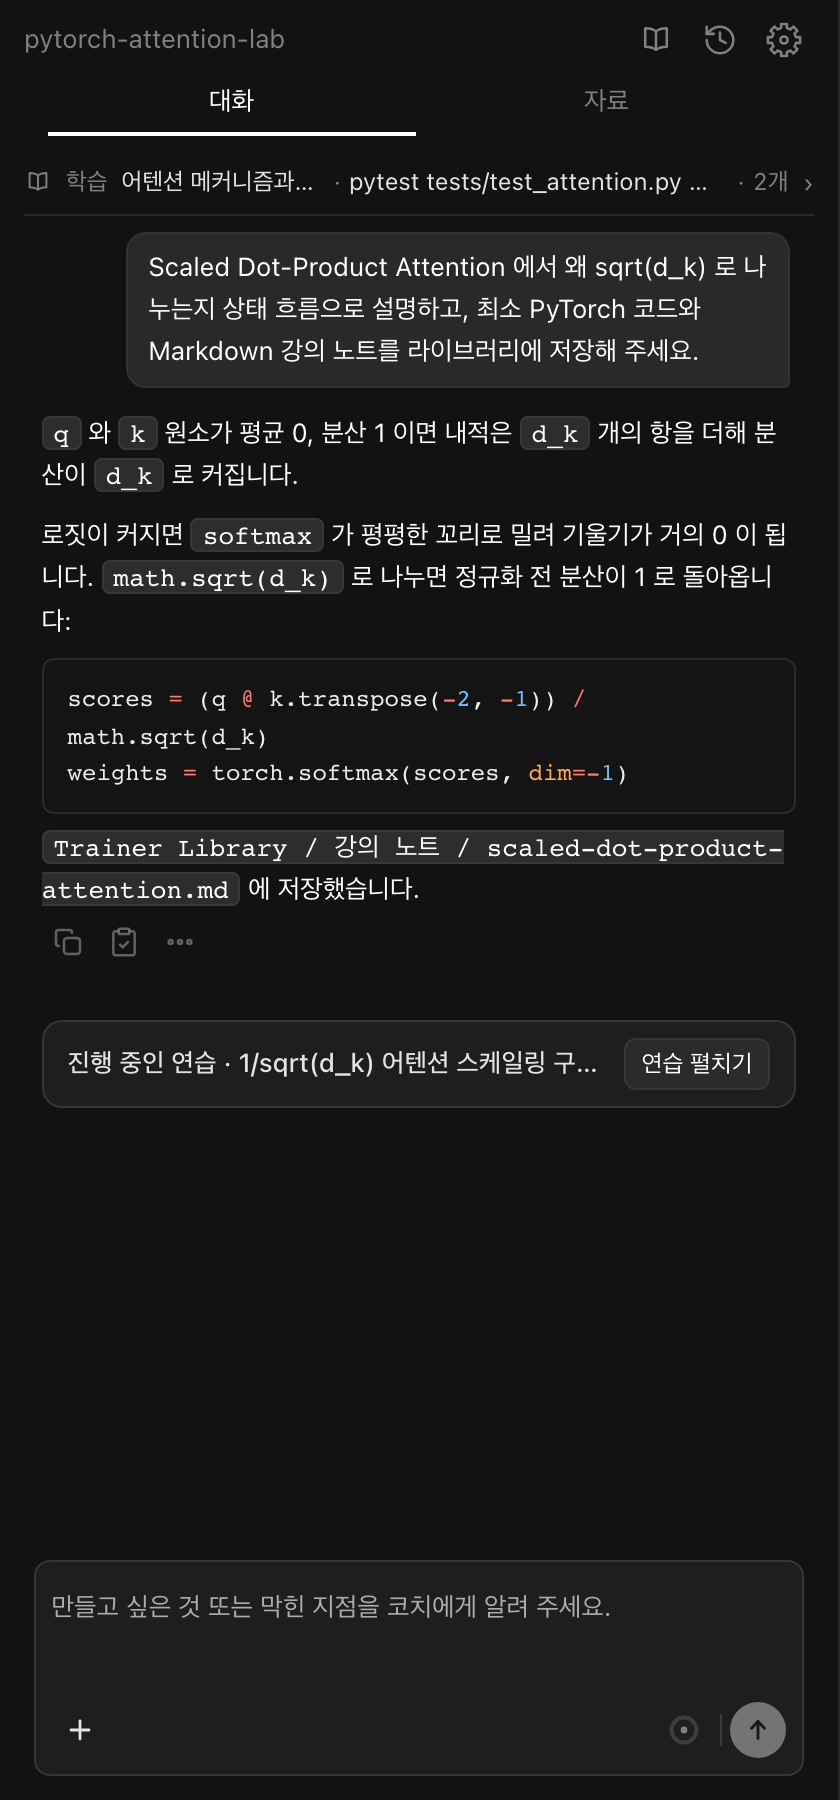 pytorch-attention-lab
대화
자료
학습 어텐션 메커니즘과... · pytest tests/test_attention.py ... · 2개 ›
Scaled Dot-Product Attention 에서 왜 sqrt(d_k) 로 나
누는지 상태 흐름으로 설명하고, 최소 PyTorch 코드와
Markdown 강의 노트를 라이브러리에 저장해 주세요.
q 와 k 원소가 평균 0, 분산 1 이면 내적은 d_k 개의 항을 더해 분
산이 d_k 로 커집니다.
로짓이 커지면 softmax 가 평평한 꼬리로 밀려 기울기가 거의 0 이 됩
니다. math.sqrt(d_k) 로 나누면 정규화 전 분산이 1 로 돌아옵니
다:
scores = (q @ k.transpose(-2, -1)) /
math.sqrt(d_k)
weights = torch.softmax(scores, dim=-1)
Trainer Library / 강의 노트 / scaled-dot-product-
attention.md 에 저장했습니다.
진행 중인 연습 · 1/sqrt(d_k) 어텐션 스케일링 구...
연습 펼치기
만들고 싶은 것 또는 막힌 지점을 코치에게 알려 주세요.